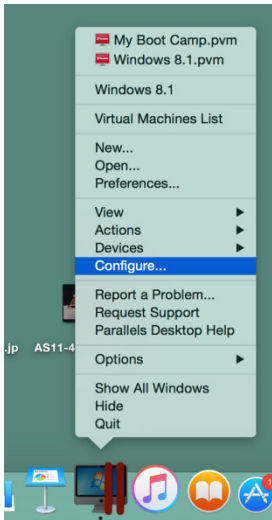 My Boot Camp.pvm
Windows 8.1.pvm
Windows 8.1
Virtual Machines List
New...
Open...
Preferences...
View
Actions
Devices
Configure...
Report a Problem...
Request Support
Parallels Desktop Help
.jp AS11-4
Options
Show All Windows
Hide
Quit
1